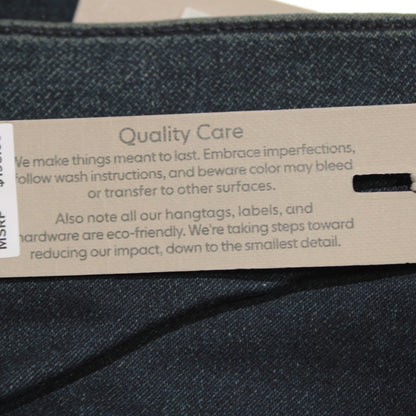 Quality Care
We make things meant to last. Embrace imperfections,
follow wash instructions, and beware color may bleed
or transfer to other surfaces.
Also note all our hangtags, labels, and
hardware are eco-friendly. We're taking steps toward
reducing our impact, down to the smallest detail.
MSRP